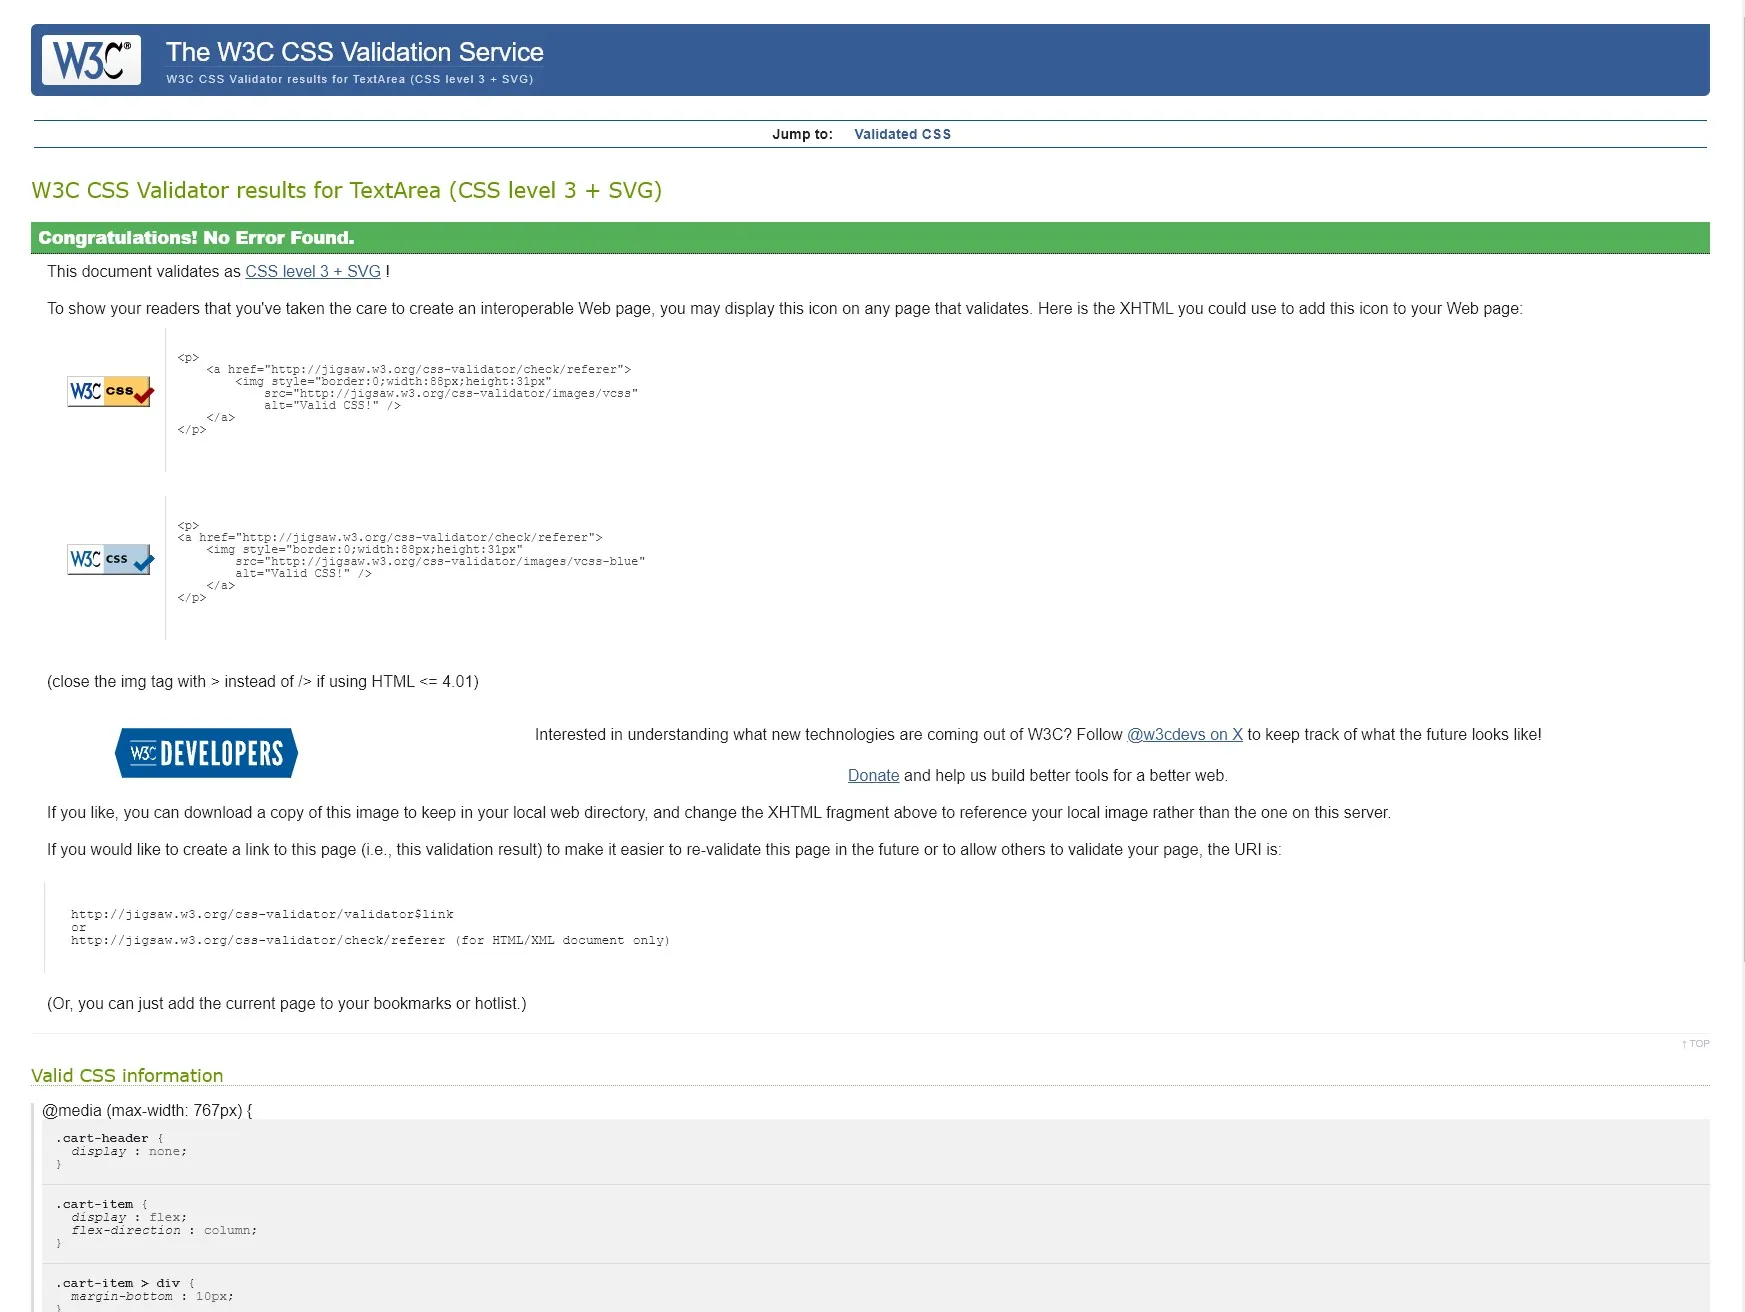 W3C®
The W3C CSS Validation Service
W3C CSS Validator results for TextArea (CSS level 3 + SVG)
Jump to: Validated CSS
W3C CSS Validator results for TextArea (CSS level 3 + SVG)
Congratulations! No Error Found.
This document validates as CSS level 3 + SVG !
To show your readers that you've taken the care to create an interoperable Web page, you may display this icon on any page that validates. Here is the XHTML you could use to add this icon to your Web page:
W3C css
<p>
<a href="http://jigsaw.w3.org/css-validator/check/referer">
<img style="border:0;width:88px;height:31px"
src="http://jigsaw.w3.org/css-validator/images/vcss"
alt="Valid CSS!" />
</a>
</p>
W3C css
<p>
<a href="http://jigsaw.w3.org/css-validator/check/referer">
<img style="border:0;width:88px;height:31px"
src="http://jigsaw.w3.org/css-validator/images/vcss-blue"
alt="Valid CSS!" />
</a>
</p>
(close the img tag with > instead of /> if using HTML <= 4.01)
W3C DEVELOPERS
Interested in understanding what new technologies are coming out of W3C? Follow @w3cdevs on X to keep track of what the future looks like!
Donate and help us build better tools for a better web.
If you like, you can download a copy of this image to keep in your local web directory, and change the XHTML fragment above to reference your local image rather than the one on this server.
If you would like to create a link to this page (i.e., this validation result) to make it easier to re-validate this page in the future or to allow others to validate your page, the URI is:
http://jigsaw.w3.org/css-validator/validator$link
or
http://jigsaw.w3.org/css-validator/check/referer (for HTML/XML document only)
(Or, you can just add the current page to your bookmarks or hotlist.)
↑ TOP
Valid CSS information
@media (max-width: 767px) {
.cart-header {
display : none;
}
.cart-item {
display : flex;
flex-direction : column;
}
.cart-item > div {
margin-bottom : 10px;
}